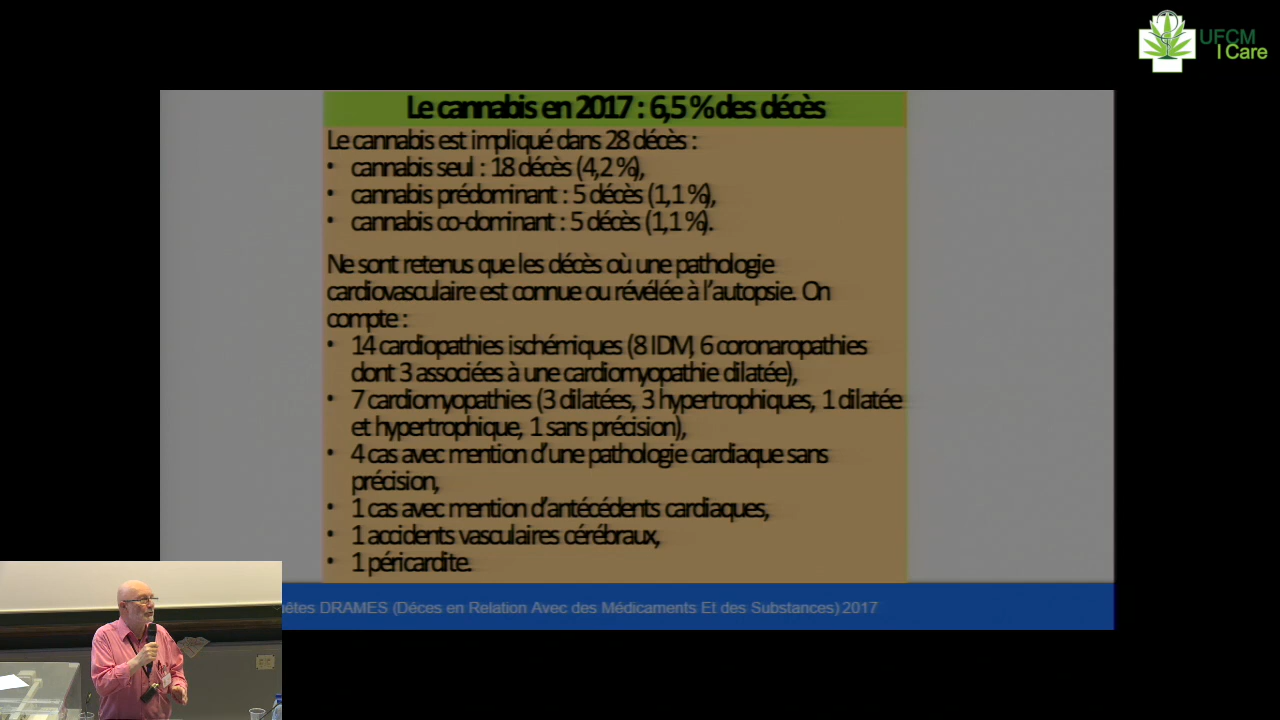 UFCM
I Care
Le cannabis en 2017 : 6,5 % des décès
Le cannabis est impliqué dans 28 décès :
• cannabis seul : 18 décès (4,2 %),
• cannabis prédominant : 5 décès (1,1 %),
• cannabis co-dominant : 5 décès (1,1 %).
Ne sont retenus que les décès où une pathologie
cardiovasculaire est connue ou révélée à l'autopsie. On
compte :
• 14 cardiopathies ischémiques (8 IDM, 6 coronaropathies
dont 3 associées à une cardiomyopathie dilatée),
• 7 cardiomyopathies (3 dilatées, 3 hypertrophiques, 1 dilatée
et hypertrophique, 1 sans précision),
• 4 cas avec mention d'une pathologie cardiaque sans
précision,
• 1 cas avec mention d'antécédents cardiaques,
• 1 accidents vasculaires cérébraux,
• 1 péricardite.
DRAMES (Déces en Relation Avec des Médicaments Et des Substances) 2017